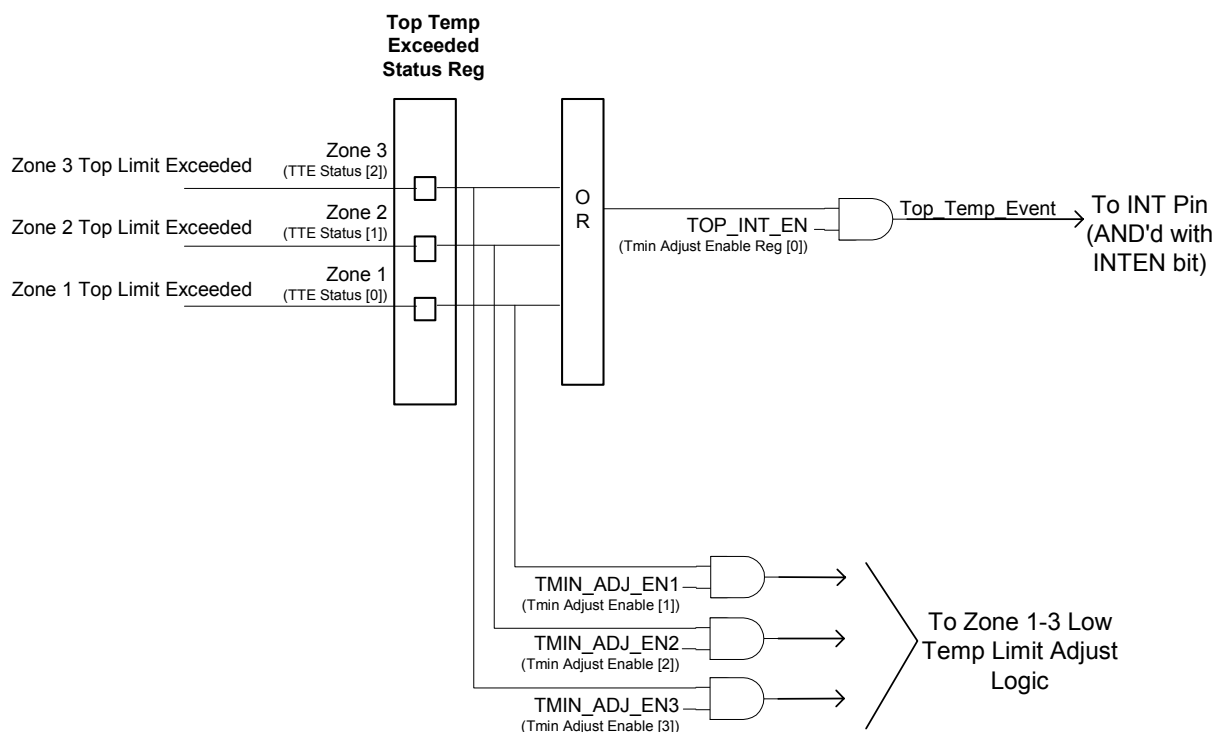 Top Temp
Exceeded
Status Reg
Zone 3 Top Limit Exceeded
Zone 3
(TTE Status [2])
Zone 2 Top Limit Exceeded
Zone 2
(TTE Status [1])
Zone 1 Top Limit Exceeded
Zone 1
(TTE Status [0])
O
R
TOP_INT_EN
(Tmin Adjust Enable Reg [0])
Top_Temp_Event
To INT Pin
(AND'd with
INTEN bit)
TMIN_ADJ_EN1
(Tmin Adjust Enable [1])
TMIN_ADJ_EN2
(Tmin Adjust Enable [2])
TMIN_ADJ_EN3
(Tmin Adjust Enable [3])
To Zone 1-3 Low
Temp Limit Adjust
Logic